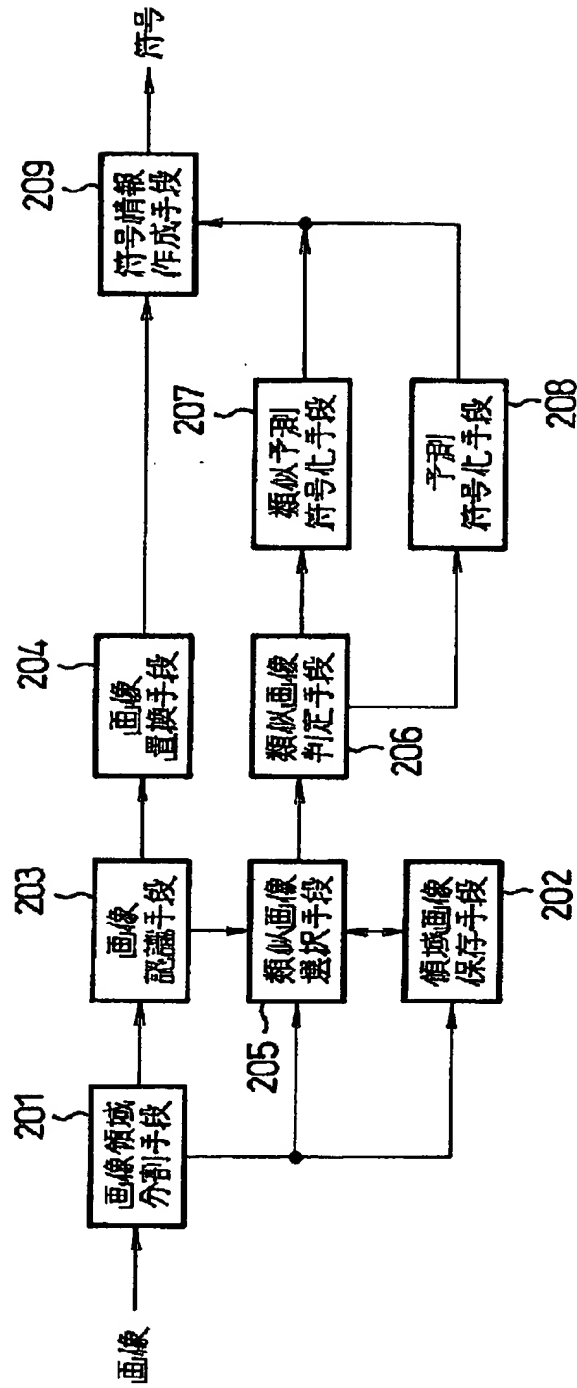 画像
201
画像領域
分割手段
203
画像
認識手段
204
画像
置換手段
209
符号情報
作成手段
符号
205
類似画像
選択手段
206
類似画像
判定手段
207
類似予測
符号化手段
202
領域画像
保存手段
208
予測
符号化手段